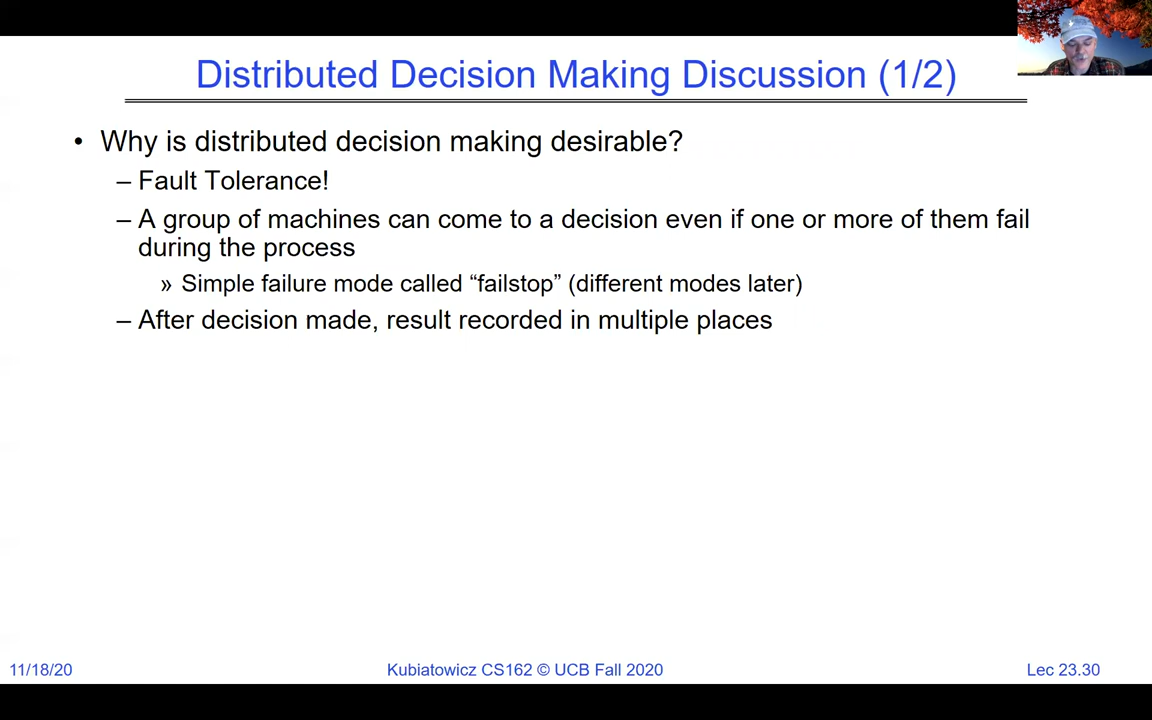 Distributed Decision Making Discussion (1/2)
• Why is distributed decision making desirable?
– Fault Tolerance!
– A group of machines can come to a decision even if one or more of them fail
during the process
» Simple failure mode called “failstop” (different modes later)
– After decision made, result recorded in multiple places
11/18/20
Kubiatowicz CS162 © UCB Fall 2020
Lec 23.30